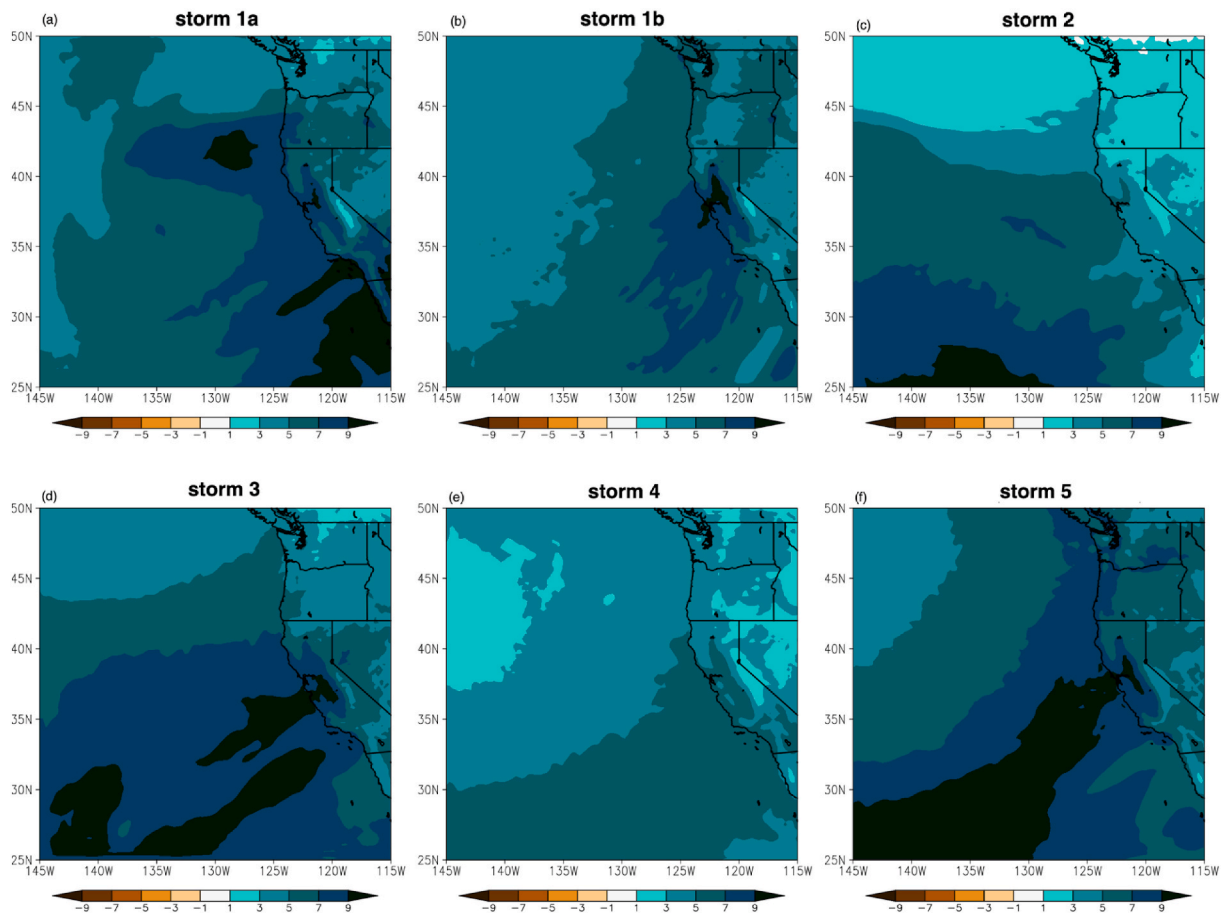 (a) storm 1a
(b) storm 1b
(c) storm 2
50N 50N 50N
45N 45N 45N
40N 40N 40N
35N 35N 35N
30N 30N 30N
25N 25N 25N
145W 140W 135W 130W 125W 120W 115W
145W 140W 135W 130W 125W 120W 115W
145W 140W 135W 130W 125W 120W 115W
−9 −7 −5 −3 −1 1 3 5 7 9
−9 −7 −5 −3 −1 1 3 5 7 9
−9 −7 −5 −3 −1 1 3 5 7 9
(d) storm 3
(e) storm 4
(f) storm 5
50N 50N 50N
45N 45N 45N
40N 40N 40N
35N 35N 35N
30N 30N 30N
25N 25N 25N
145W 140W 135W 130W 125W 120W 115W
145W 140W 135W 130W 125W 120W 115W
145W 140W 135W 130W 125W 120W 115W
−9 −7 −5 −3 −1 1 3 5 7 9
−9 −7 −5 −3 −1 1 3 5 7 9
−9 −7 −5 −3 −1 1 3 5 7 9